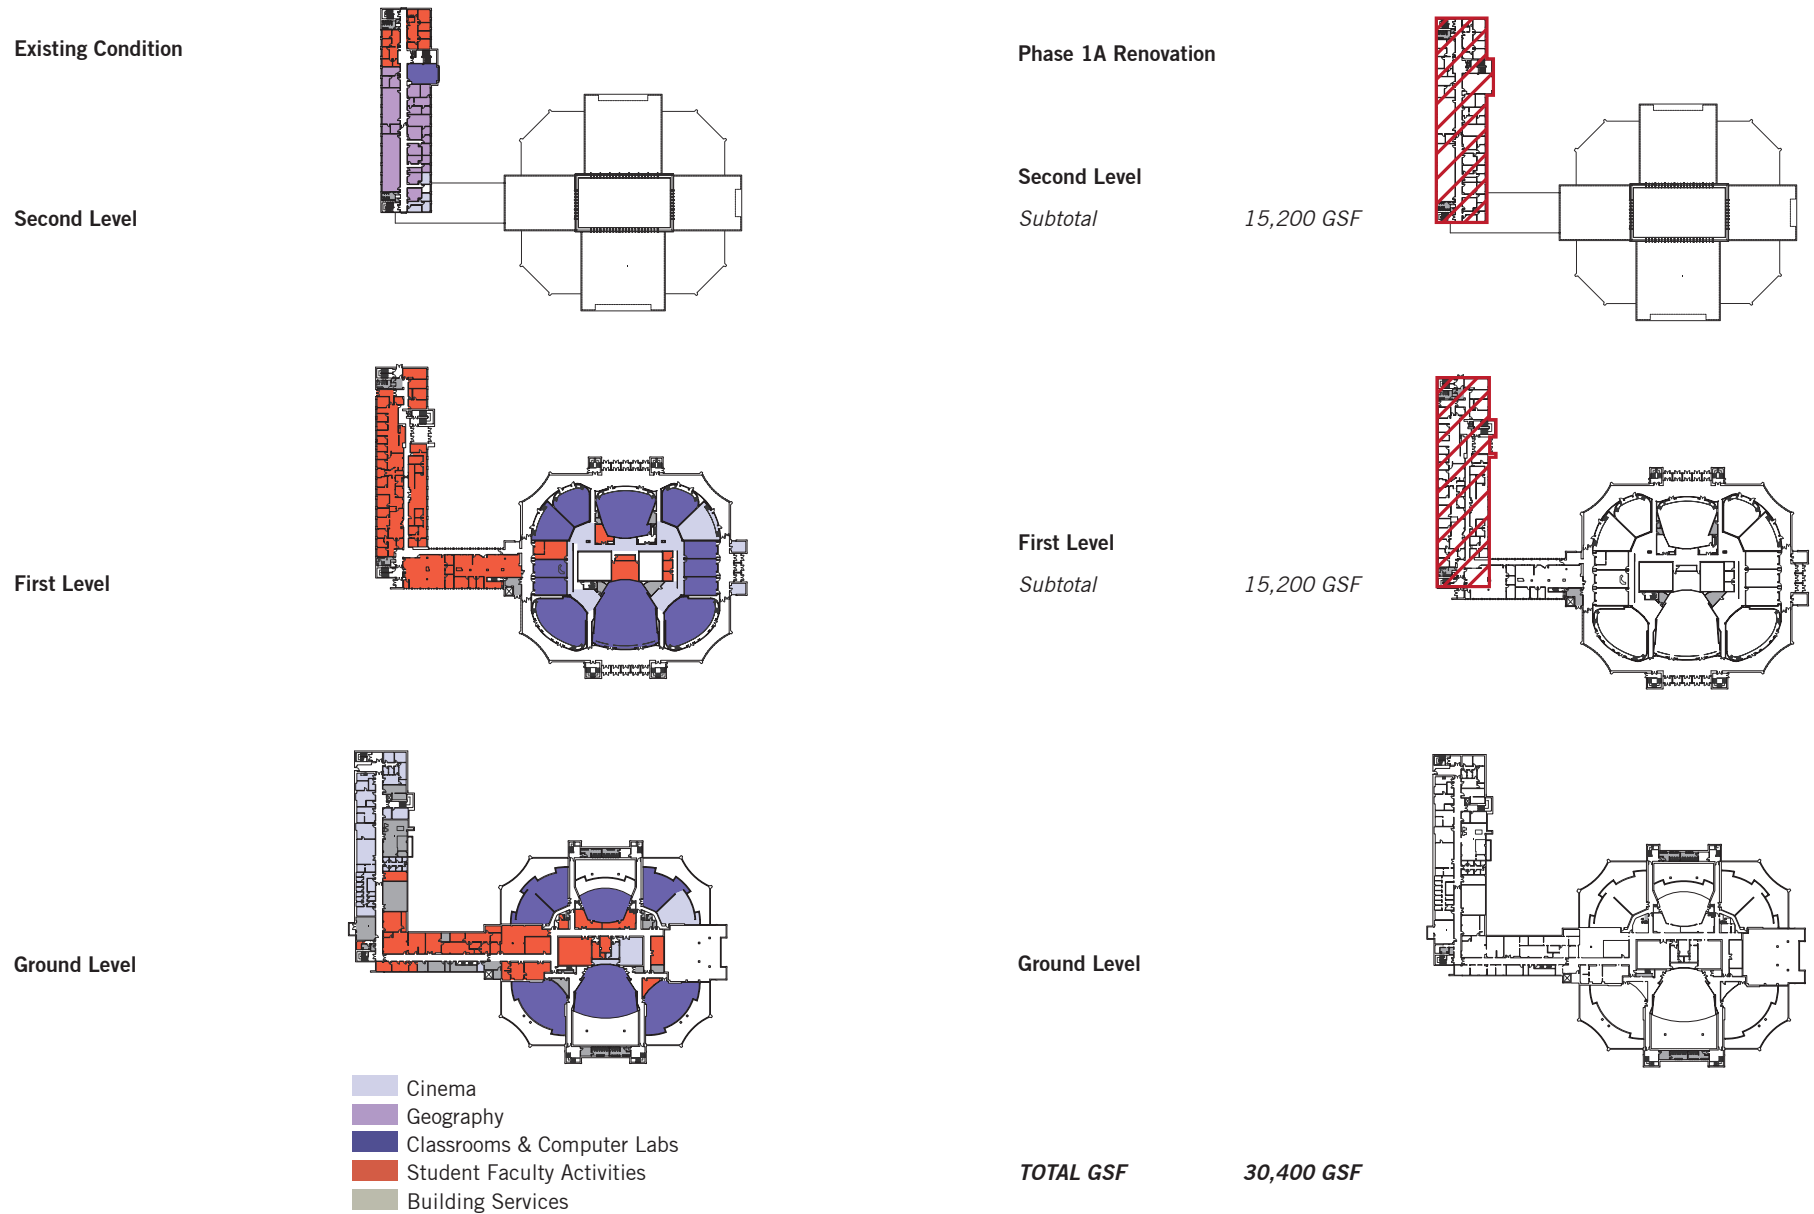 Existing Condition
Second Level
First Level
Ground Level
Cinema
Geography
Classrooms & Computer Labs
Student Faculty Activities
Building Services
Phase 1A Renovation
Second Level
Subtotal 15,200 GSF
First Level
Subtotal 15,200 GSF
Ground Level
TOTAL GSF 30,400 GSF